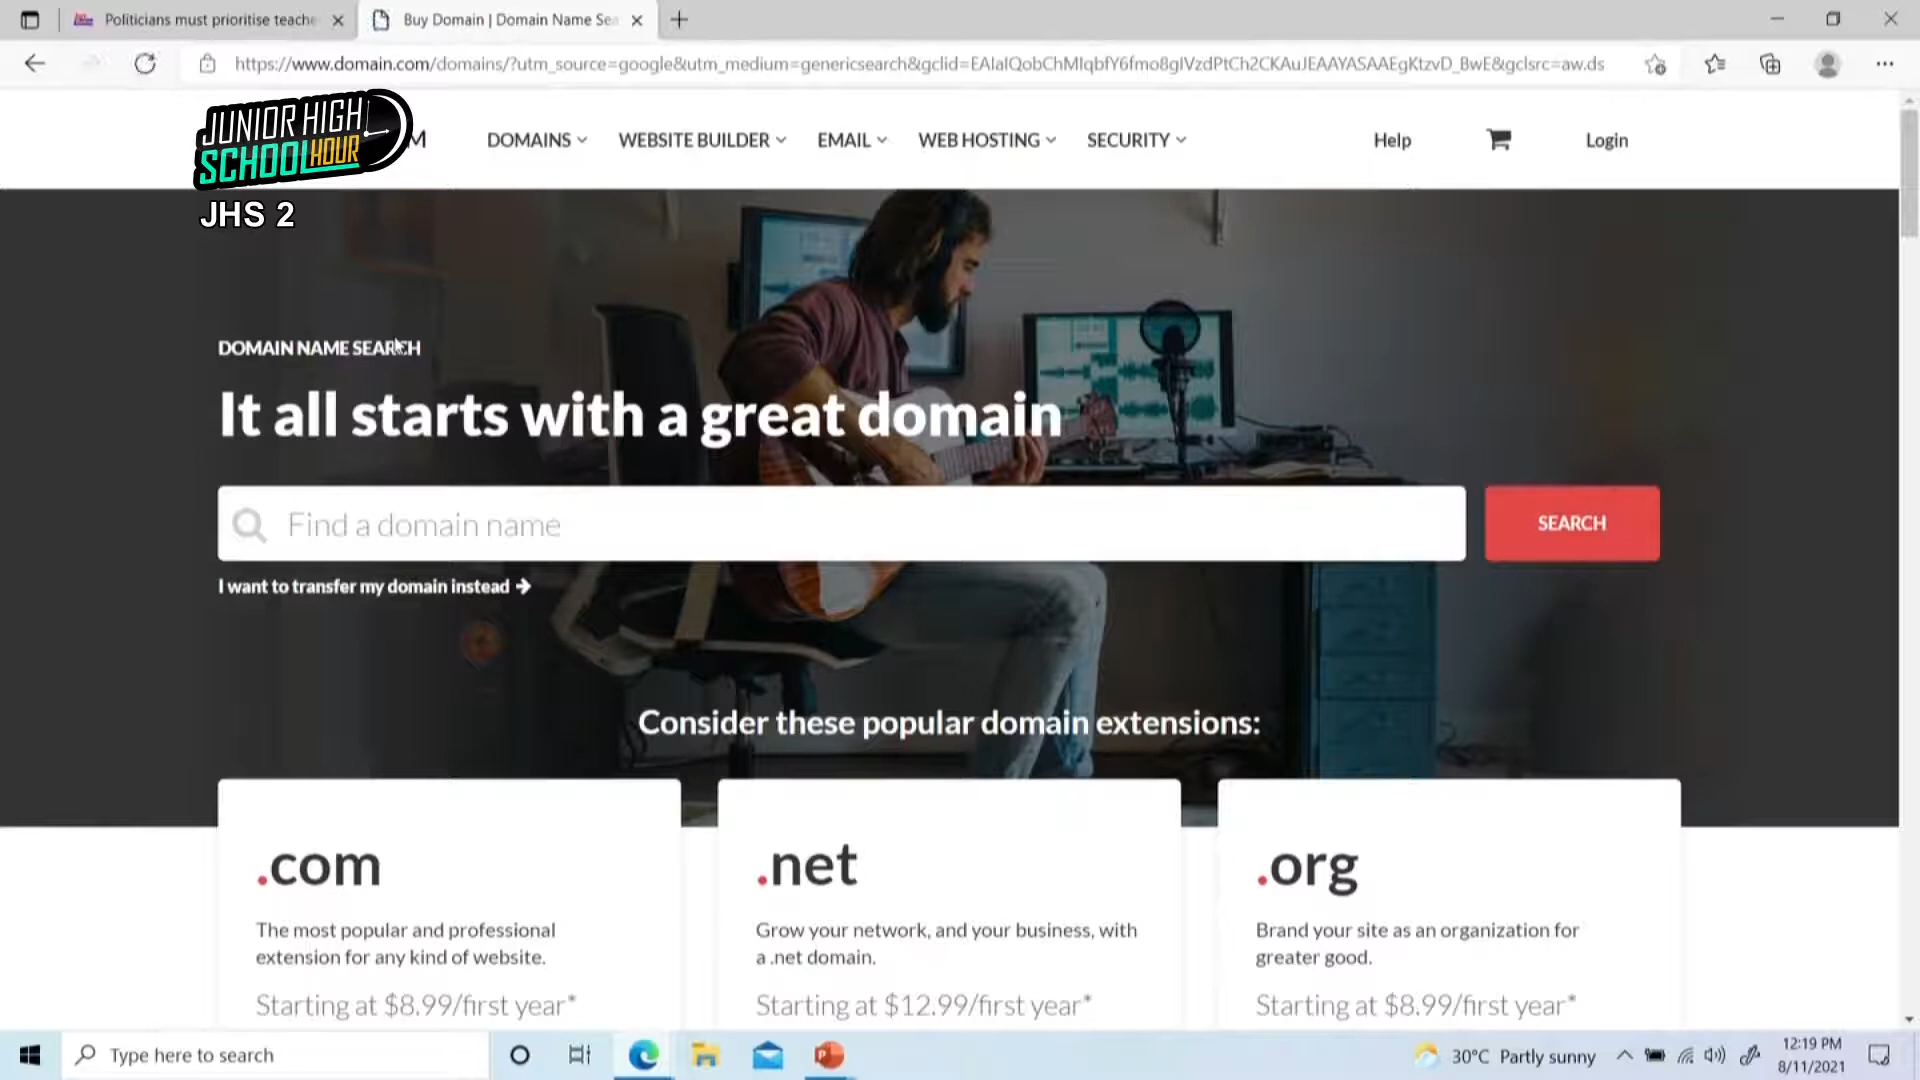 Politicians must prioritise teache
Buy Domain | Domain Name Sea
https://www.domain.com/domains/?utm_source=google&utm_medium=genericsearch&gclid=EAIaIQobChMIqbfY6fmo8gIVzdPtCh2CKAuJEAAYASAAEgKtzvD_BwE&gclsrc=aw.ds
JUNIOR HIGH
SCHOOL HOUR
M
DOMAINS
WEBSITE BUILDER
EMAIL
WEB HOSTING
SECURITY
Help
Login
JHS 2
DOMAIN NAME SEARCH
It all starts with a great domain
Find a domain name
SEARCH
I want to transfer my domain instead →
Consider these popular domain extensions:
.com
The most popular and professional
extension for any kind of website.
Starting at $8.99/first year*
.net
Grow your network, and your business, with
a .net domain.
Starting at $12.99/first year*
.org
Brand your site as an organization for
greater good.
Starting at $8.99/first year*
Type here to search
30°C Partly sunny
12:19 PM
8/11/2021